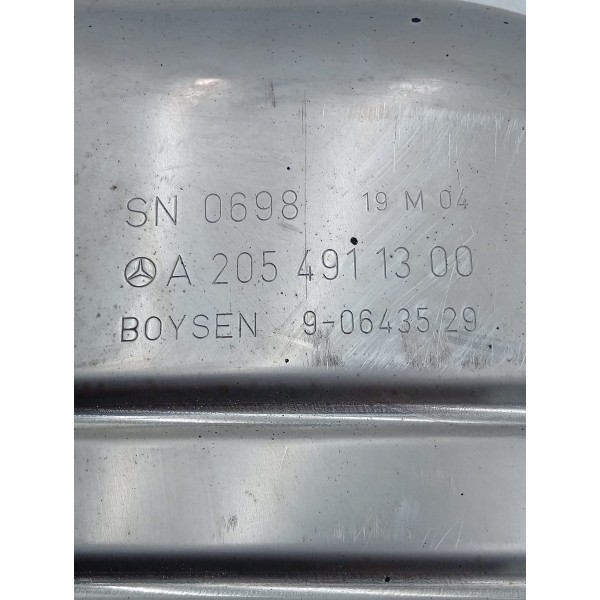 SN 0698 19 M 04
A 205 491 13 00
BOYSEN 9-06435.29